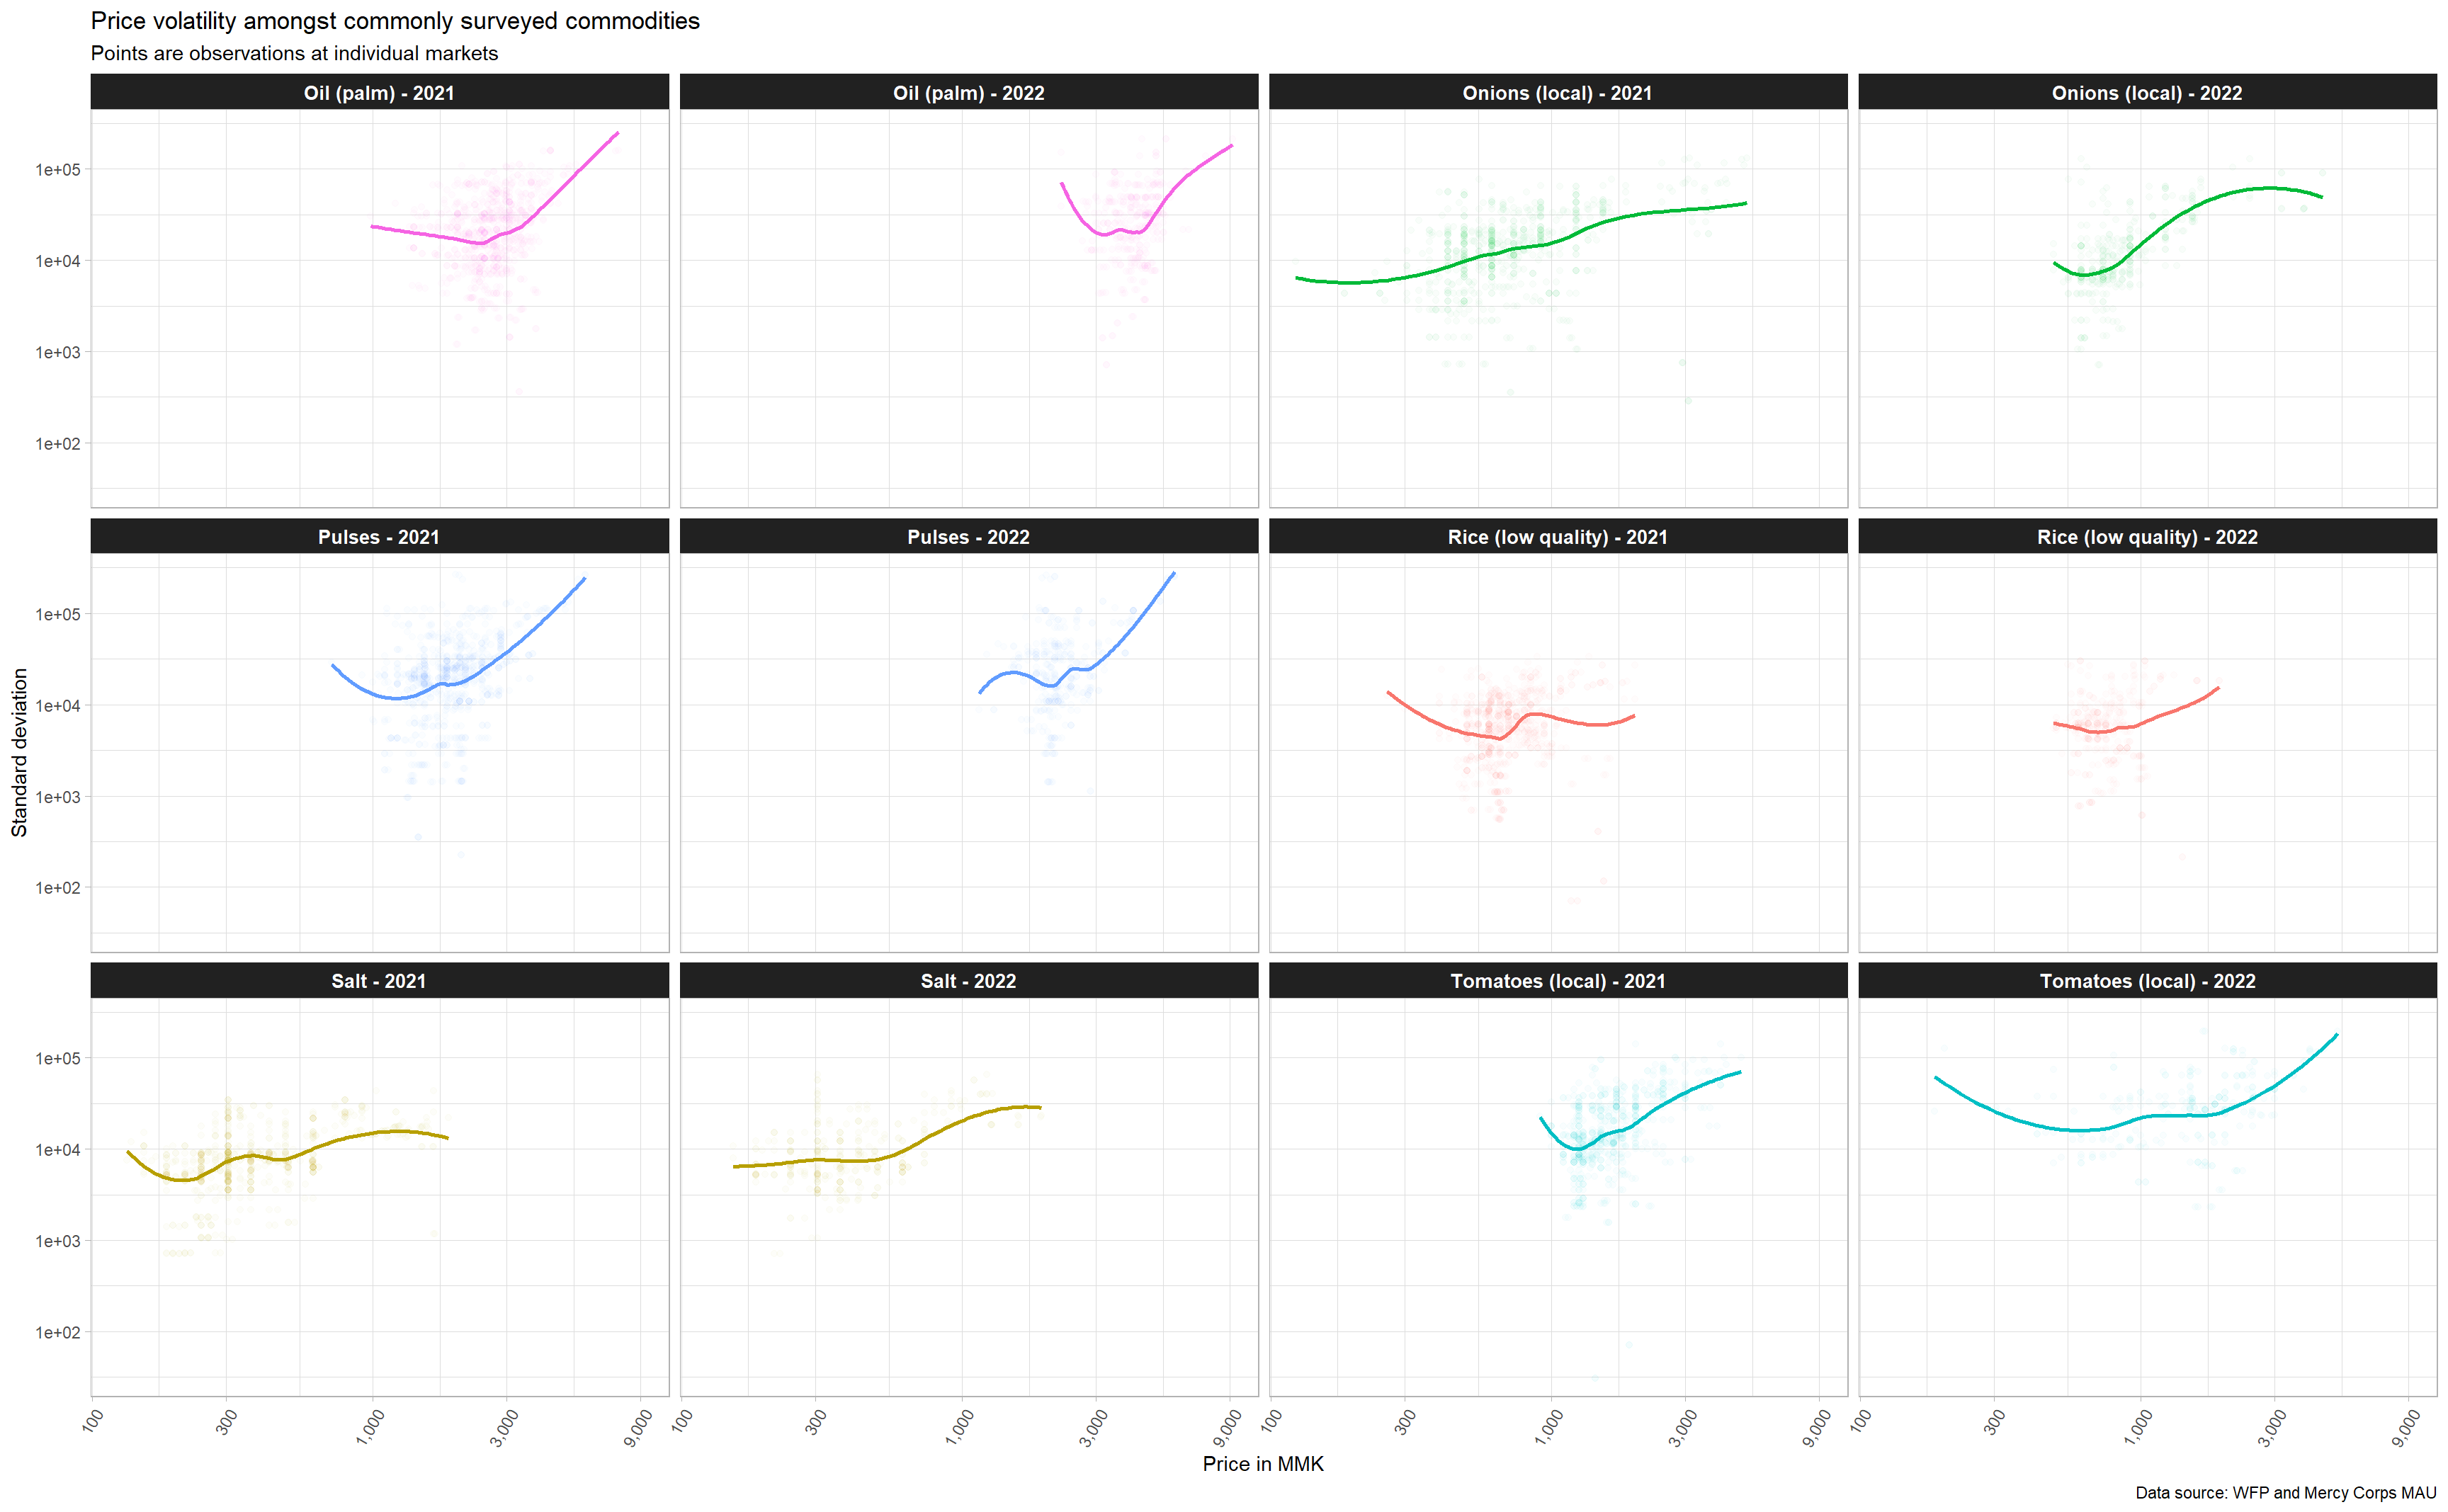 Price volatility amongst commonly surveyed commodities
Points are observations at individual markets
Oil (palm) - 2021
Oil (palm) - 2022
Onions (local) - 2021
Onions (local) - 2022
1e+05
1e+04
1e+03
1e+02
Pulses - 2021
Pulses - 2022
Rice (low quality) - 2021
Rice (low quality) - 2022
1e+05
1e+04
1e+03
1e+02
Standard deviation
Salt - 2021
Salt - 2022
Tomatoes (local) - 2021
Tomatoes (local) - 2022
1e+05
1e+04
1e+03
1e+02
100 300 1,000 3,000 9,000 100 300 1,000 3,000 9,000 100 300 1,000 3,000 9,000 100 300 1,000 3,000 9,000
Price in MMK
Data source: WFP and Mercy Corps MAU